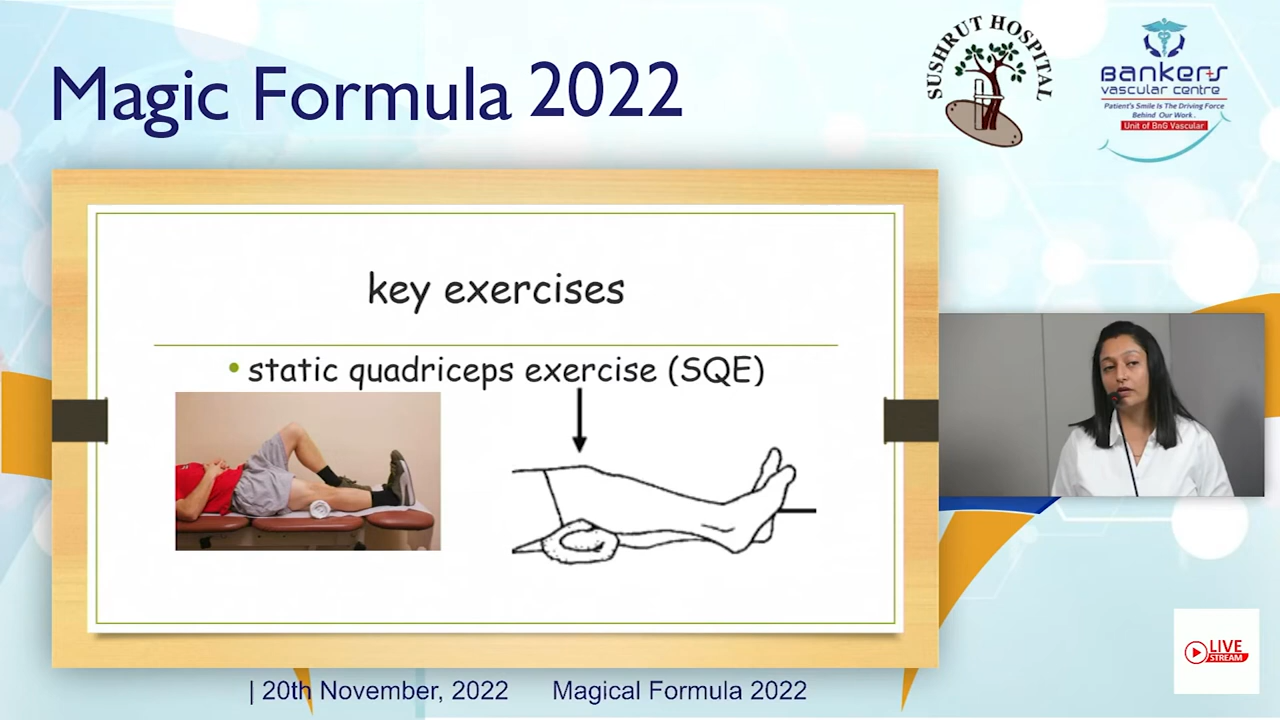 Magic Formula 2022
SUSHRUT HOSPITAL
Bankers
vascular centre
Patient's Smile Is The Driving Force
Behind Our Work.
Unit of BnG Vascular
key exercises
• static quadriceps exercise (SQE)
LIVE
STREAM
| 20th November, 2022 Magical Formula 2022